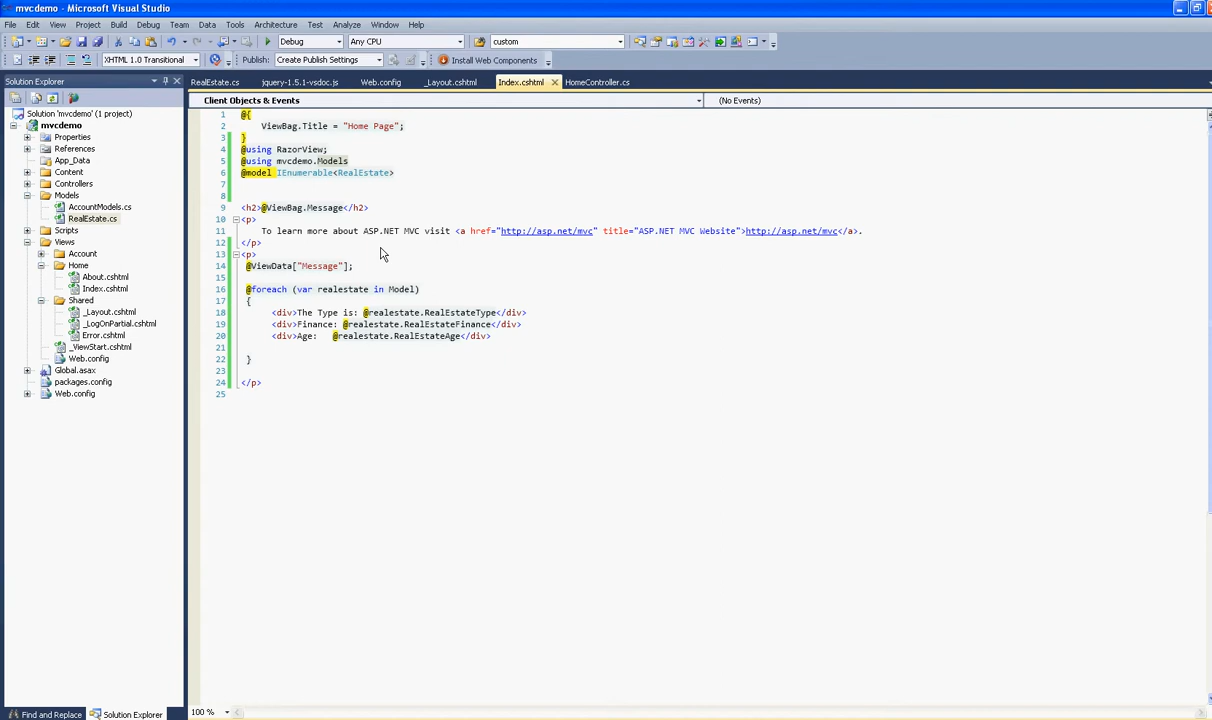 mvcdemo - Microsoft Visual Studio
File Edit View Project Build Debug Team Data Tools Architecture Test Analyze Window Help
Debug Any CPU custom
XHTML 1.0 Transitional Publish: Create Publish Settings Install Web Components
Solution Explorer
RealEstate.cs jquery-1.5.1-vsdoc.js Web.config _Layout.cshtml Index.cshtml HomeController.cs
Client Objects & Events (No Events)
Solution 'mvcdemo' (1 project)
mvcdemo
Properties
References
App_Data
Content
Controllers
Models
AccountModels.cs
RealEstate.cs
Scripts
Views
Account
Home
About.cshtml
Index.cshtml
Shared
_Layout.cshtml
_LogOnPartial.cshtml
Error.cshtml
_ViewStart.cshtml
Web.config
Global.asax
packages.config
Web.config
1 @{
2 ViewBag.Title = "Home Page";
3 }
4 @using RazorView;
5 @using mvcdemo.Models
6 @model IEnumerable<RealEstate>
7
8
9 <h2>@ViewBag.Message</h2>
10 <p>
11 To learn more about ASP.NET MVC visit <a href="http://asp.net/mvc" title="ASP.NET MVC Website">http://asp.net/mvc</a>.
12 </p>
13 <p>
14 @ViewData["Message"];
15
16 @foreach (var realestate in Model)
17 {
18 <div>The Type is: @realestate.RealEstateType</div>
19 <div>Finance: @realestate.RealEstateFinance</div>
20 <div>Age: @realestate.RealEstateAge</div>
21
22 }
23
24 </p>
25
Find and Replace Solution Explorer
100 %